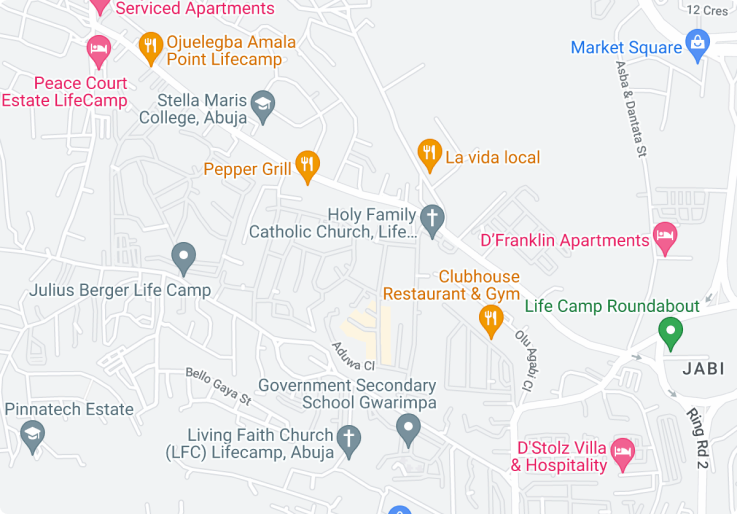 Serviced Apartments
12 Cres
Ojuelegba Amala
Point Lifecamp
Market Square
Peace Court
Estate LifeCamp
Asba & Dantata St
Stella Maris
College, Abuja
La vida local
Pepper Grill
Holy Family
Catholic Church, Life...
D'Franklin Apartments
Julius Berger Life Camp
Clubhouse
Restaurant & Gym
Life Camp Roundabout
Olu Agabi Cl
Aduwa Cl
JABI
Bello Gaya St
Government Secondary
School Gwarimpa
Pinnatech Estate
Ring Rd 2
Living Faith Church
(LFC) Lifecamp, Abuja
D'Stolz Villa
& Hospitality